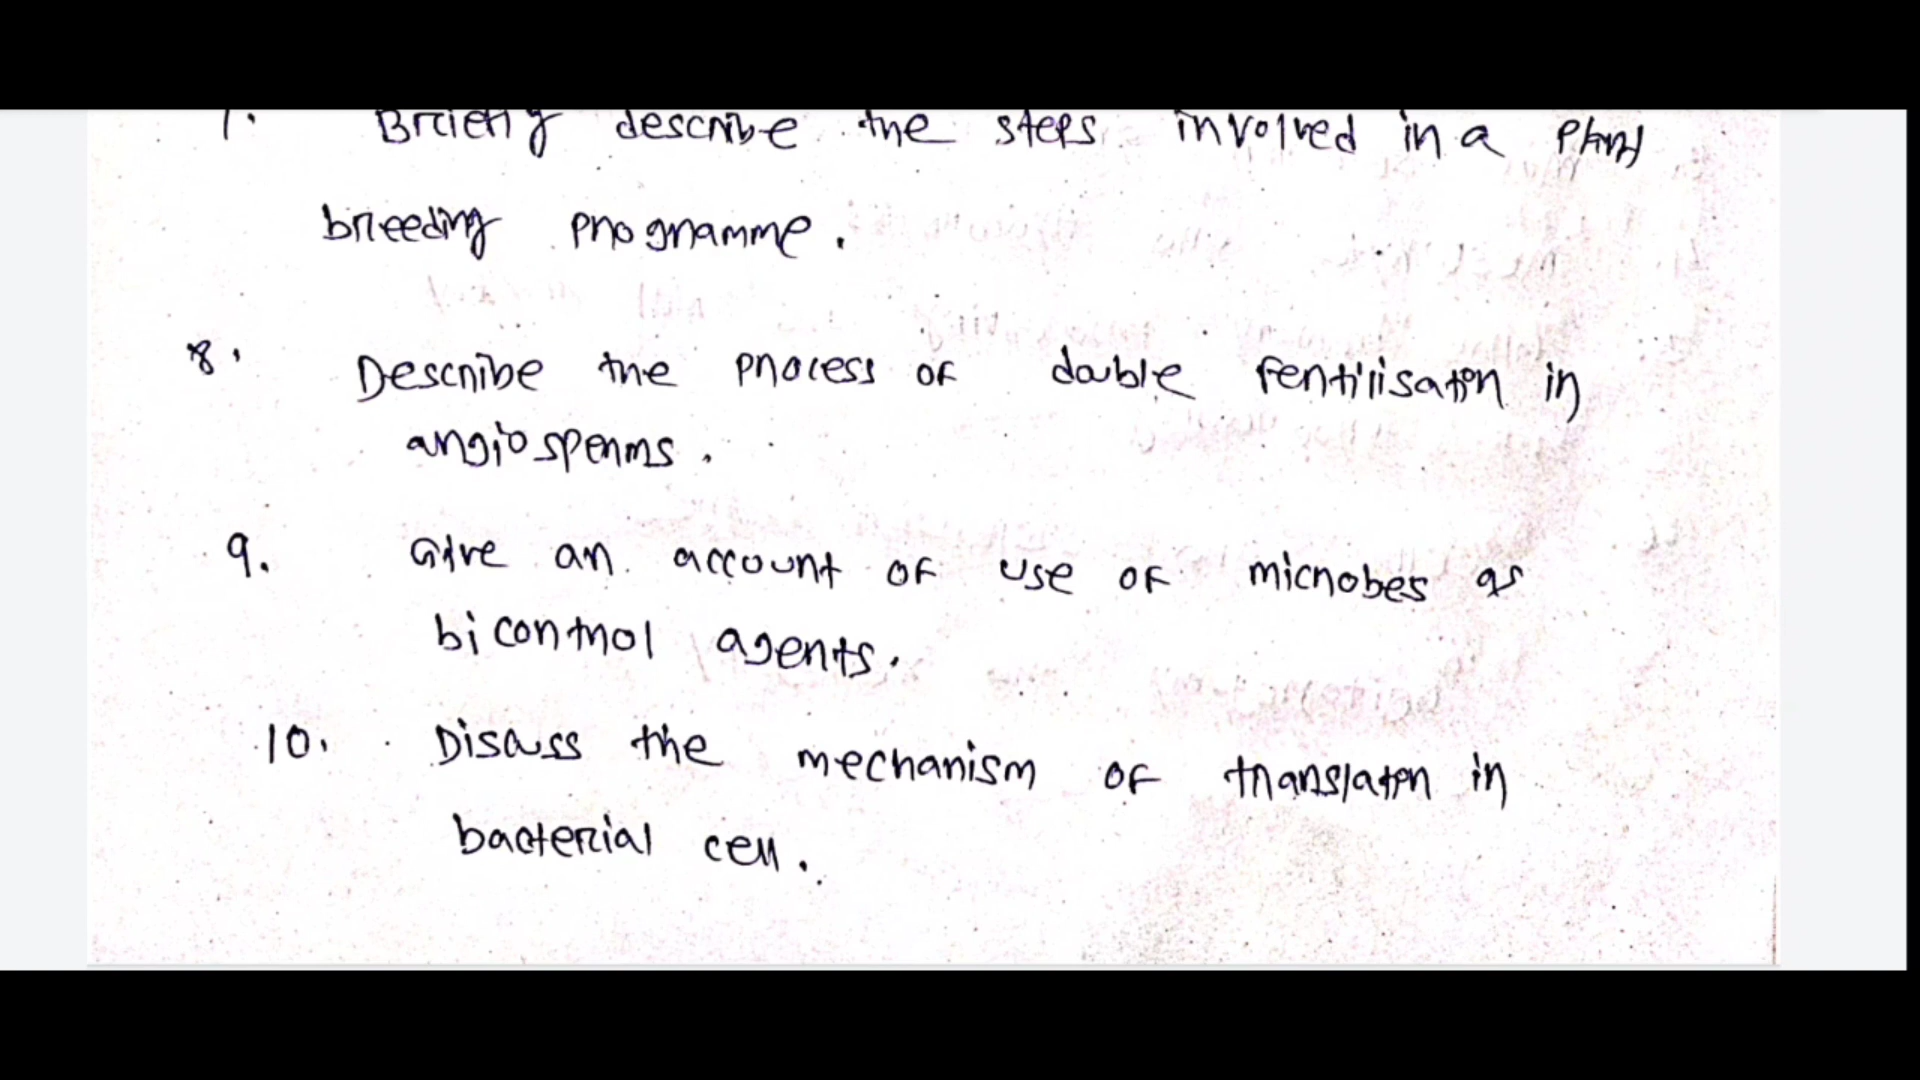 7. Briefly describe the steps involved in a plant
breeding programme.
8. Describe the process of double fertilisation in
angiosperms.
9. Give an account of use of microbes as
bicontrol agents.
10. Discuss the mechanism of translation in
bacterial cell.